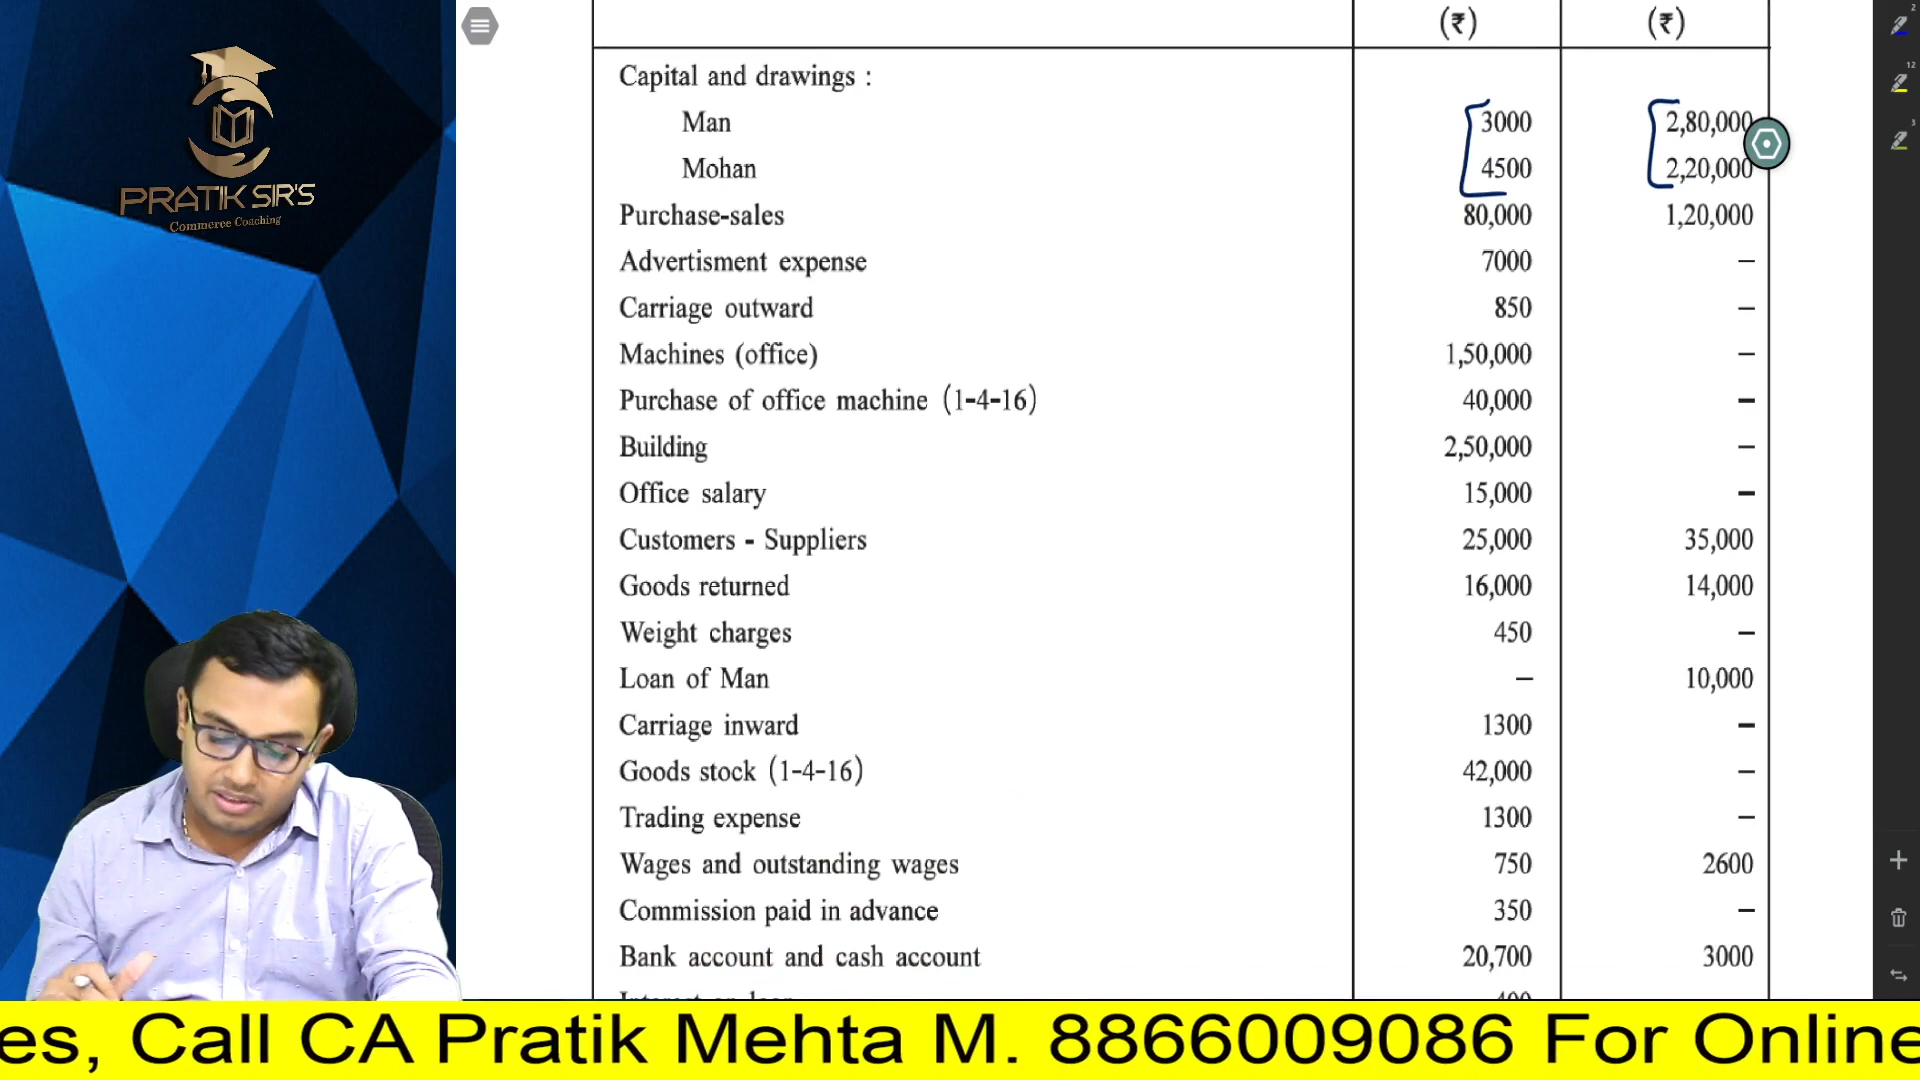 PRATIK SIR'S
Commerce Coaching
(₹) (₹)
Capital and drawings :
Man 3000 2,80,000
Mohan 4500 2,20,000
Purchase-sales 80,000 1,20,000
Advertisment expense 7000 –
Carriage outward 850 –
Machines (office) 1,50,000 –
Purchase of office machine (1-4-16) 40,000 –
Building 2,50,000 –
Office salary 15,000 –
Customers - Suppliers 25,000 35,000
Goods returned 16,000 14,000
Weight charges 450 –
Loan of Man – 10,000
Carriage inward 1300 –
Goods stock (1-4-16) 42,000 –
Trading expense 1300 –
Wages and outstanding wages 750 2600
Commission paid in advance 350 –
Bank account and cash account 20,700 3000
es, Call CA Pratik Mehta M. 8866009086 For Online
2
12
3